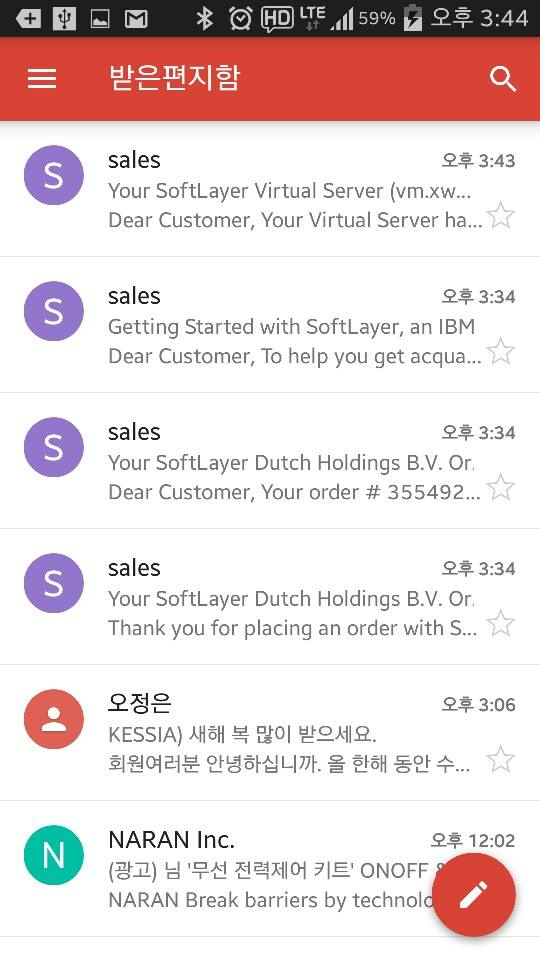 HD LTE 59% 오후 3:44
받은편지함
S sales 오후 3:43
Your SoftLayer Virtual Server (vm.xw...
Dear Customer, Your Virtual Server ha...
S sales 오후 3:34
Getting Started with SoftLayer, an IBM
Dear Customer, To help you get acqua...
S sales 오후 3:34
Your SoftLayer Dutch Holdings B.V. Or.
Dear Customer, Your order # 355492...
S sales 오후 3:34
Your SoftLayer Dutch Holdings B.V. Or.
Thank you for placing an order with S...
오정은 오후 3:06
KESSIA) 새해 복 많이 받으세요.
회원여러분 안녕하십니까. 올 한해 동안 수...
N NARAN Inc. 오후 12:02
(광고) 님 '무선 전력제어 키트' ONOFF &
NARAN Break barriers by technolo